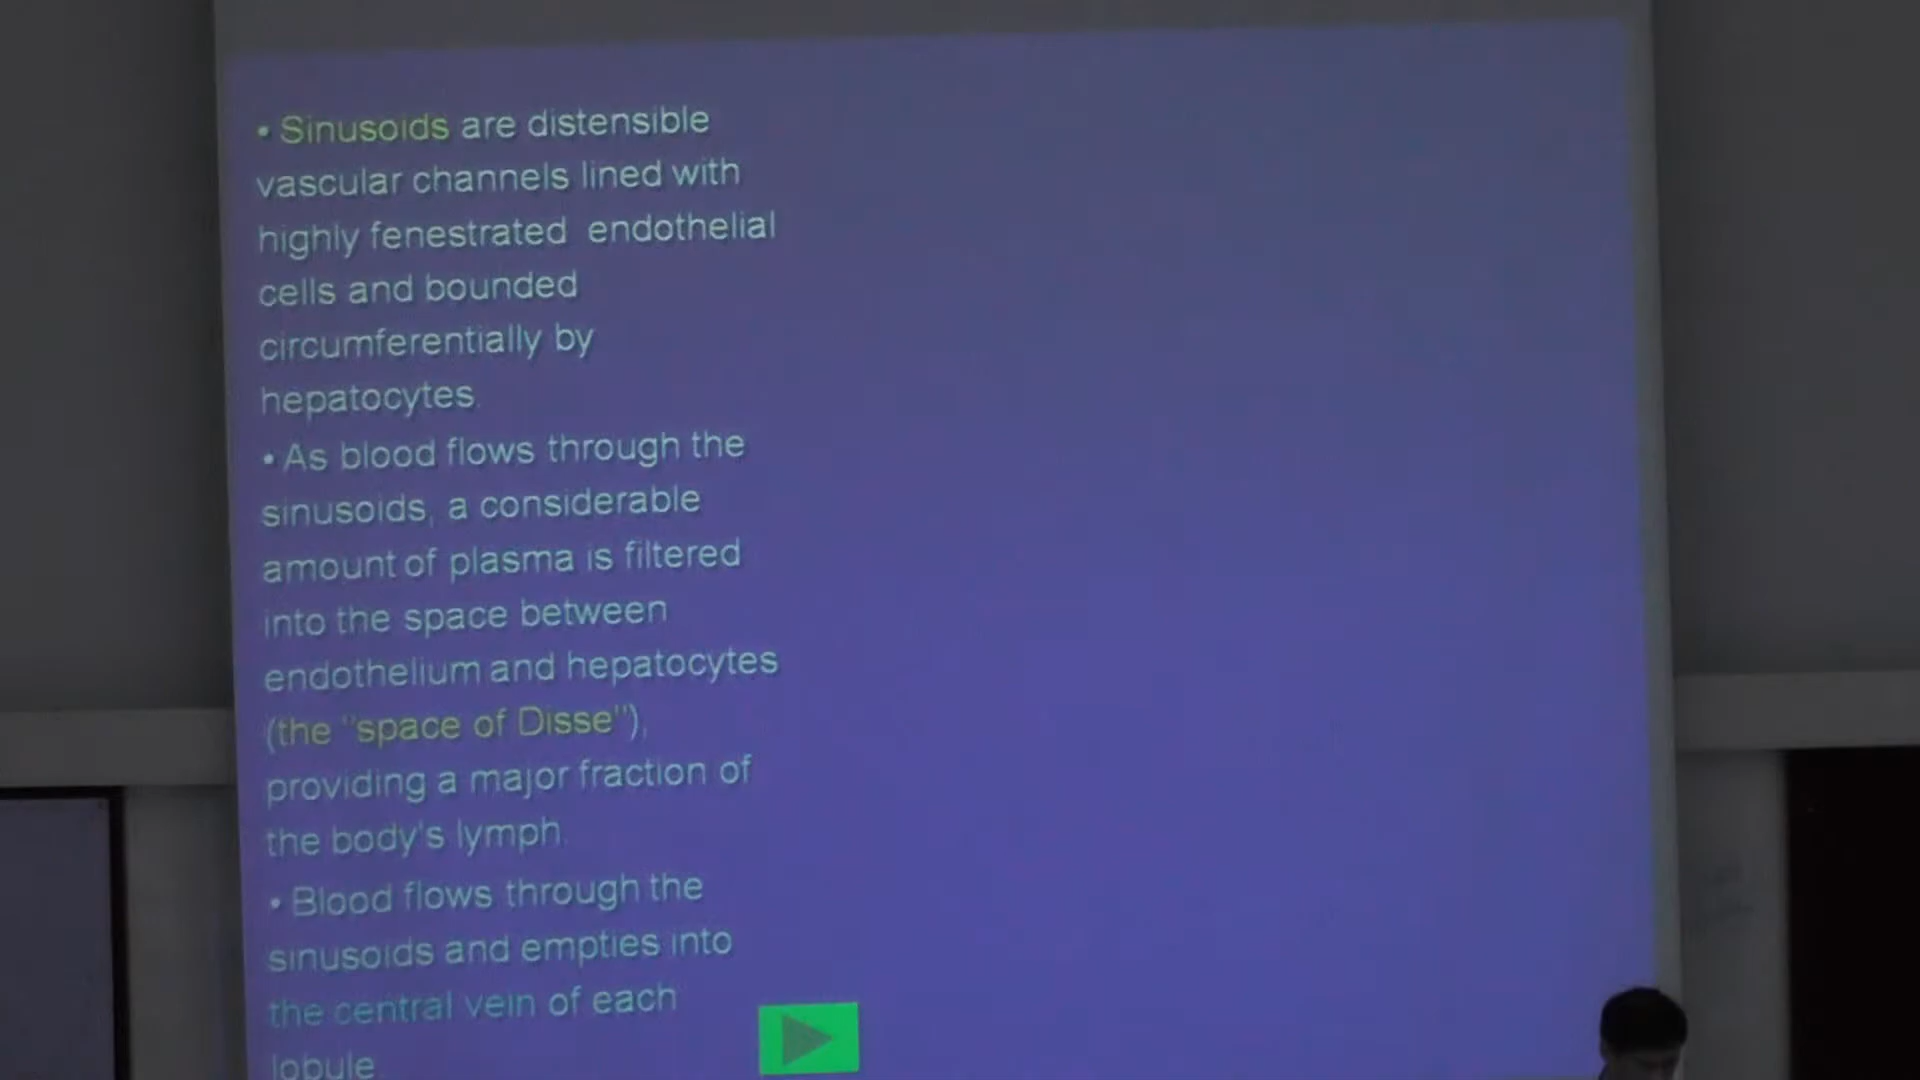 • Sinusoids are distensible
vascular channels lined with
highly fenestrated endothelial
cells and bounded
circumferentially by
hepatocytes.
• As blood flows through the
sinusoids, a considerable
amount of plasma is filtered
into the space between
endothelium and hepatocytes
(the "space of Disse"),
providing a major fraction of
the body's lymph.
• Blood flows through the
sinusoids and empties into
the central vein of each
lobule